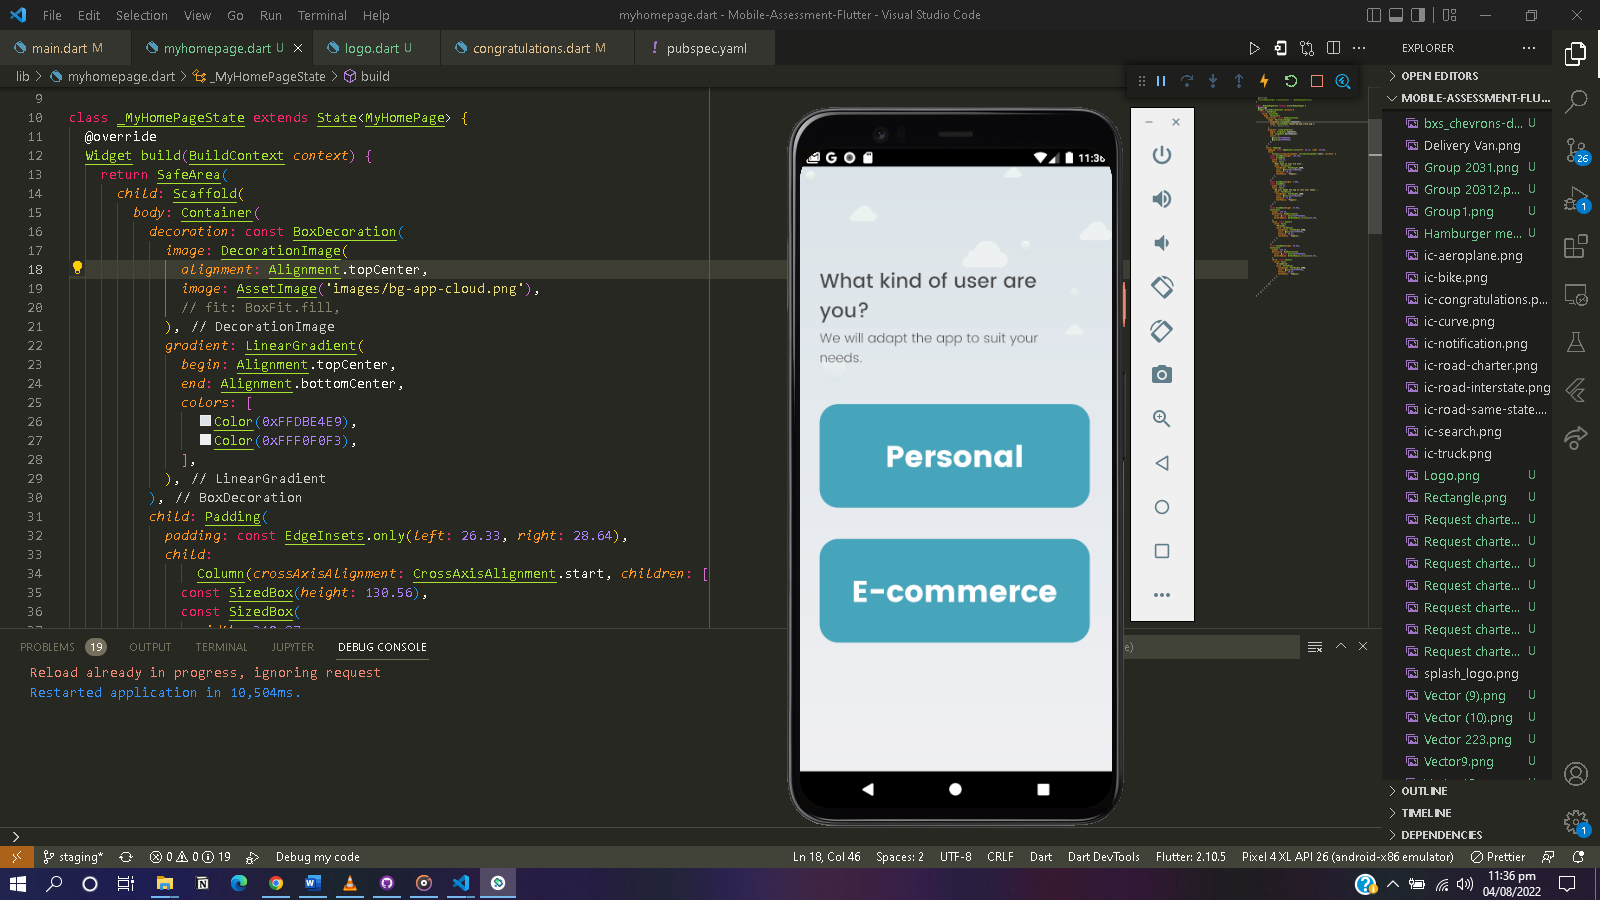 File Edit Selection View Go Run Terminal Help
myhomepage.dart - Mobile-Assessment-Flutter - Visual Studio Code
main.dart M
myhomepage.dart U
logo.dart U
congratulations.dart M
! pubspec.yaml
lib > myhomepage.dart > _MyHomePageState > build
9
10 class _MyHomePageState extends State<MyHomePage> {
11 @override
12 Widget build(BuildContext context) {
13 return SafeArea(
14 child: Scaffold(
15 body: Container(
16 decoration: const BoxDecoration(
17 image: DecorationImage(
18 alignment: Alignment.topCenter,
19 image: AssetImage('images/bg-app-cloud.png'),
20 // fit: BoxFit.fill,
21 ), // DecorationImage
22 gradient: LinearGradient(
23 begin: Alignment.topCenter,
24 end: Alignment.bottomCenter,
25 colors: [
26 Color(0xFFDBE4E9),
27 Color(0xFFF0F0F3),
28 ],
29 ), // LinearGradient
30 ), // BoxDecoration
31 child: Padding(
32 padding: const EdgeInsets.only(left: 26.33, right: 28.64),
33 child:
34 Column(crossAxisAlignment: CrossAxisAlignment.start, children: [
35 const SizedBox(height: 130.56),
36 const SizedBox(
11:36
What kind of user are
you?
We will adapt the app to suit your
needs.
Personal
E-commerce
EXPLORER
OPEN EDITORS
MOBILE-ASSESSMENT-FLU...
bxs_chevrons-d... U
Delivery Van.png
Group 2031.png U
Group 20312.p... U
Group1.png U
Hamburger me... U
ic-aeroplane.png
ic-bike.png
ic-congratulations.p...
ic-curve.png
ic-notification.png
ic-road-charter.png
ic-road-interstate.png
ic-road-same-state....
ic-search.png
ic-truck.png
Logo.png U
Rectangle.png U
Request charte... U
Request charte... U
Request charte... U
Request charte... U
Request charte... U
Request charte... U
Request charte... U
splash_logo.png
Vector (9).png U
Vector (10).png U
Vector 223.png U
Vector9.png U
OUTLINE
TIMELINE
DEPENDENCIES
26
1
1
PROBLEMS 19 OUTPUT TERMINAL JUPYTER DEBUG CONSOLE
Reload already in progress, ignoring request
Restarted application in 10,504ms.
staging* 0 0 19 Debug my code
Ln 18, Col 46 Spaces: 2 UTF-8 CRLF Dart Dart DevTools Flutter: 2.10.5 Pixel 4 XL API 26 (android-x86 emulator) Prettier
11:36 pm
04/08/2022